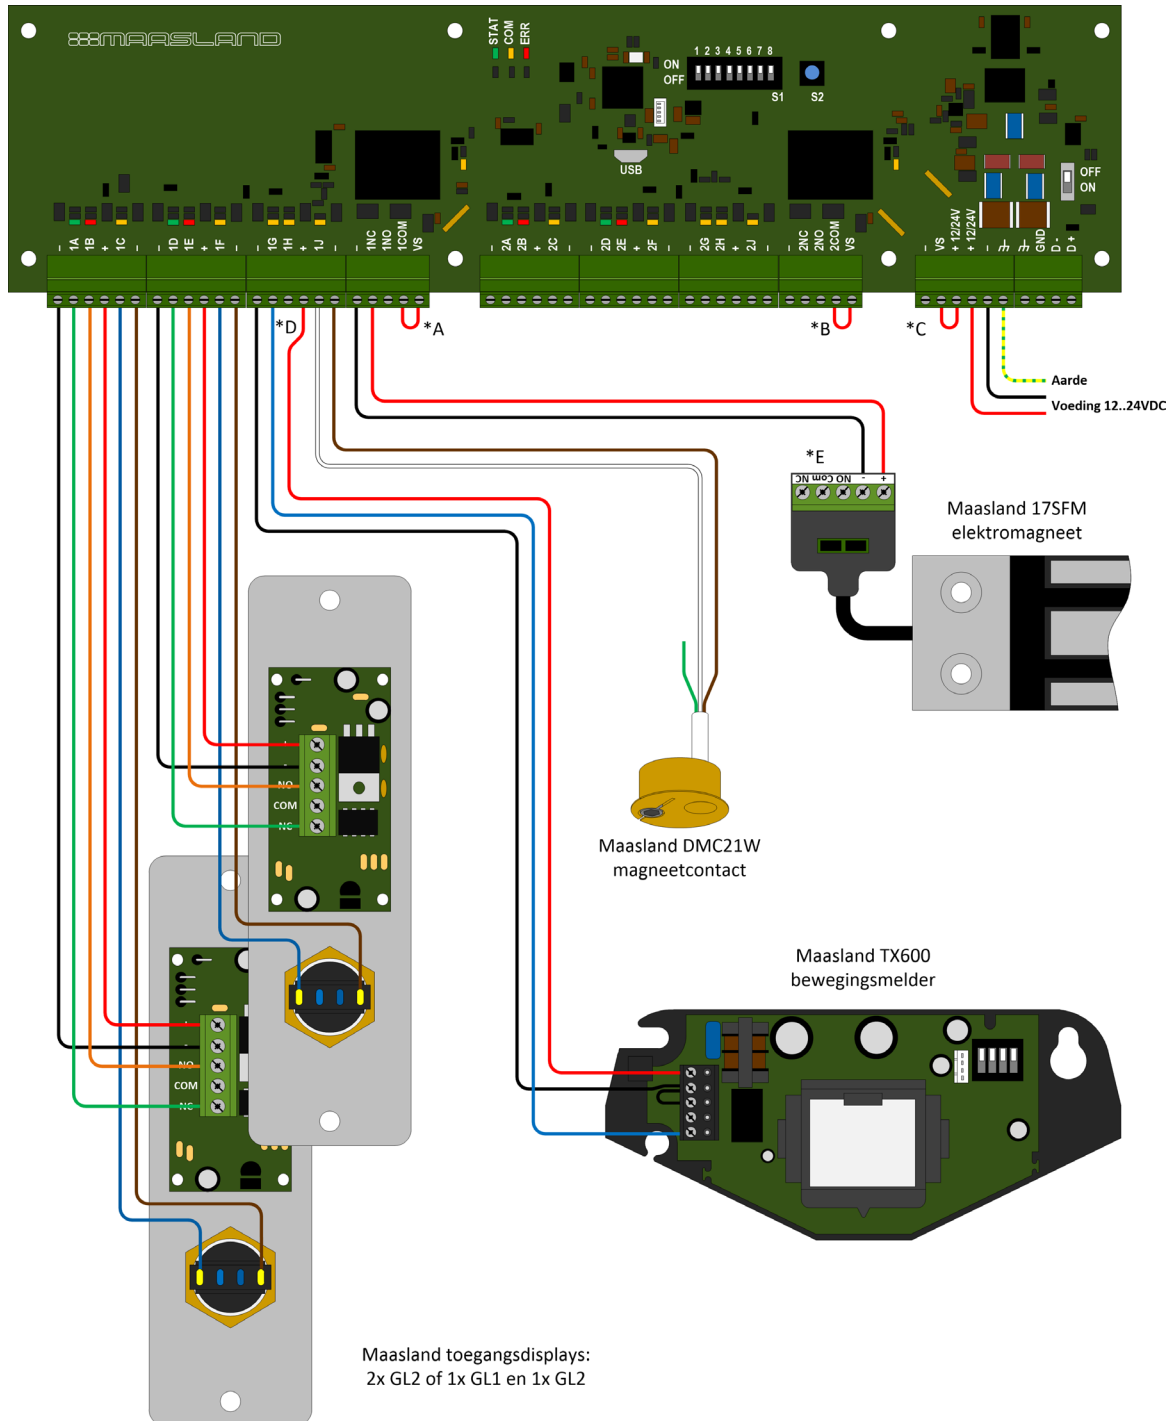 MAASLAND
STAT COM ERR
1 2 3 4 5 6 7 8
ON
OFF
S1 S2
USB
OFF
ON
- 1A 1B + 1C - - 1D 1E + 1F - - 1G 1H + 1J - - 1NC 1NO 1COM VS
- 2A 2B + 2C - - 2D 2E + 2F - - 2G 2H + 2J - - 2NC 2NO 2COM VS
- VS + 12/24V + 12/24V - GND D - D +
*D *A *B *C
Aarde
Voeding 12..24VDC
*E
NC Com NO - +
Maasland 17SFM
elektromagneet
+
-
NO
COM
NC
Maasland DMC21W
magneetcontact
Maasland TX600
bewegingsmelder
+
-
NO
COM
NC
Maasland toegangsdisplays:
2x GL2 of 1x GL1 en 1x GL2